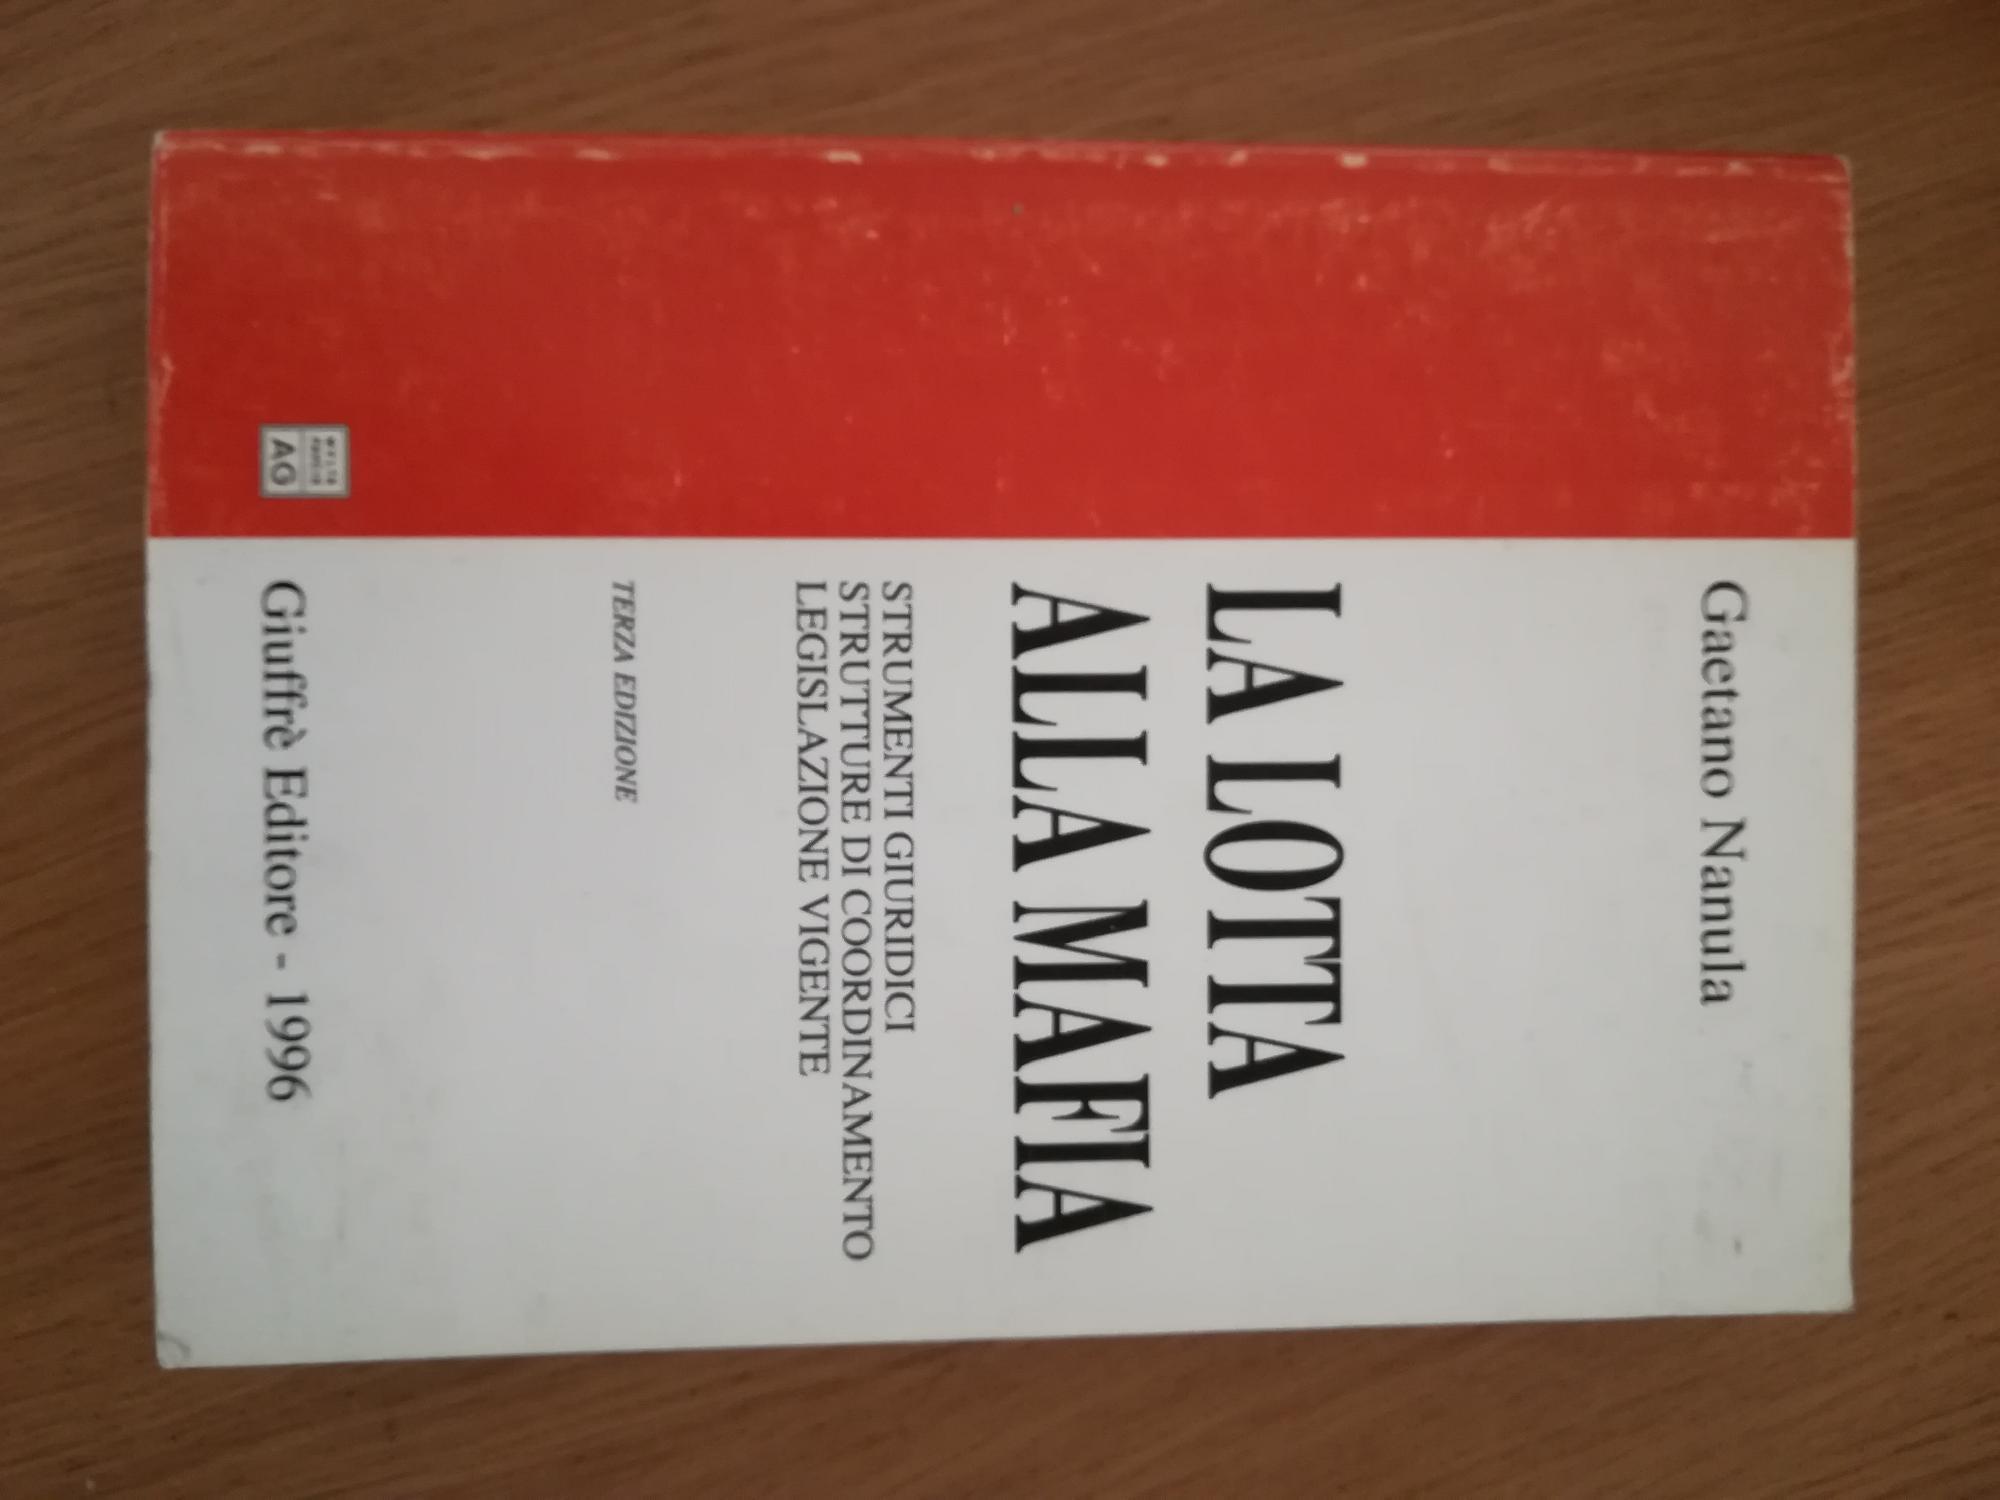 Gaetano Nanula
LA LOTTA
ALLA MAFIA
STRUMENTI GIURIDICI
STRUTTURE DI COORDINAMENTO
LEGISLAZIONE VIGENTE
TERZA EDIZIONE
AG
Giuffrè Editore - 1996